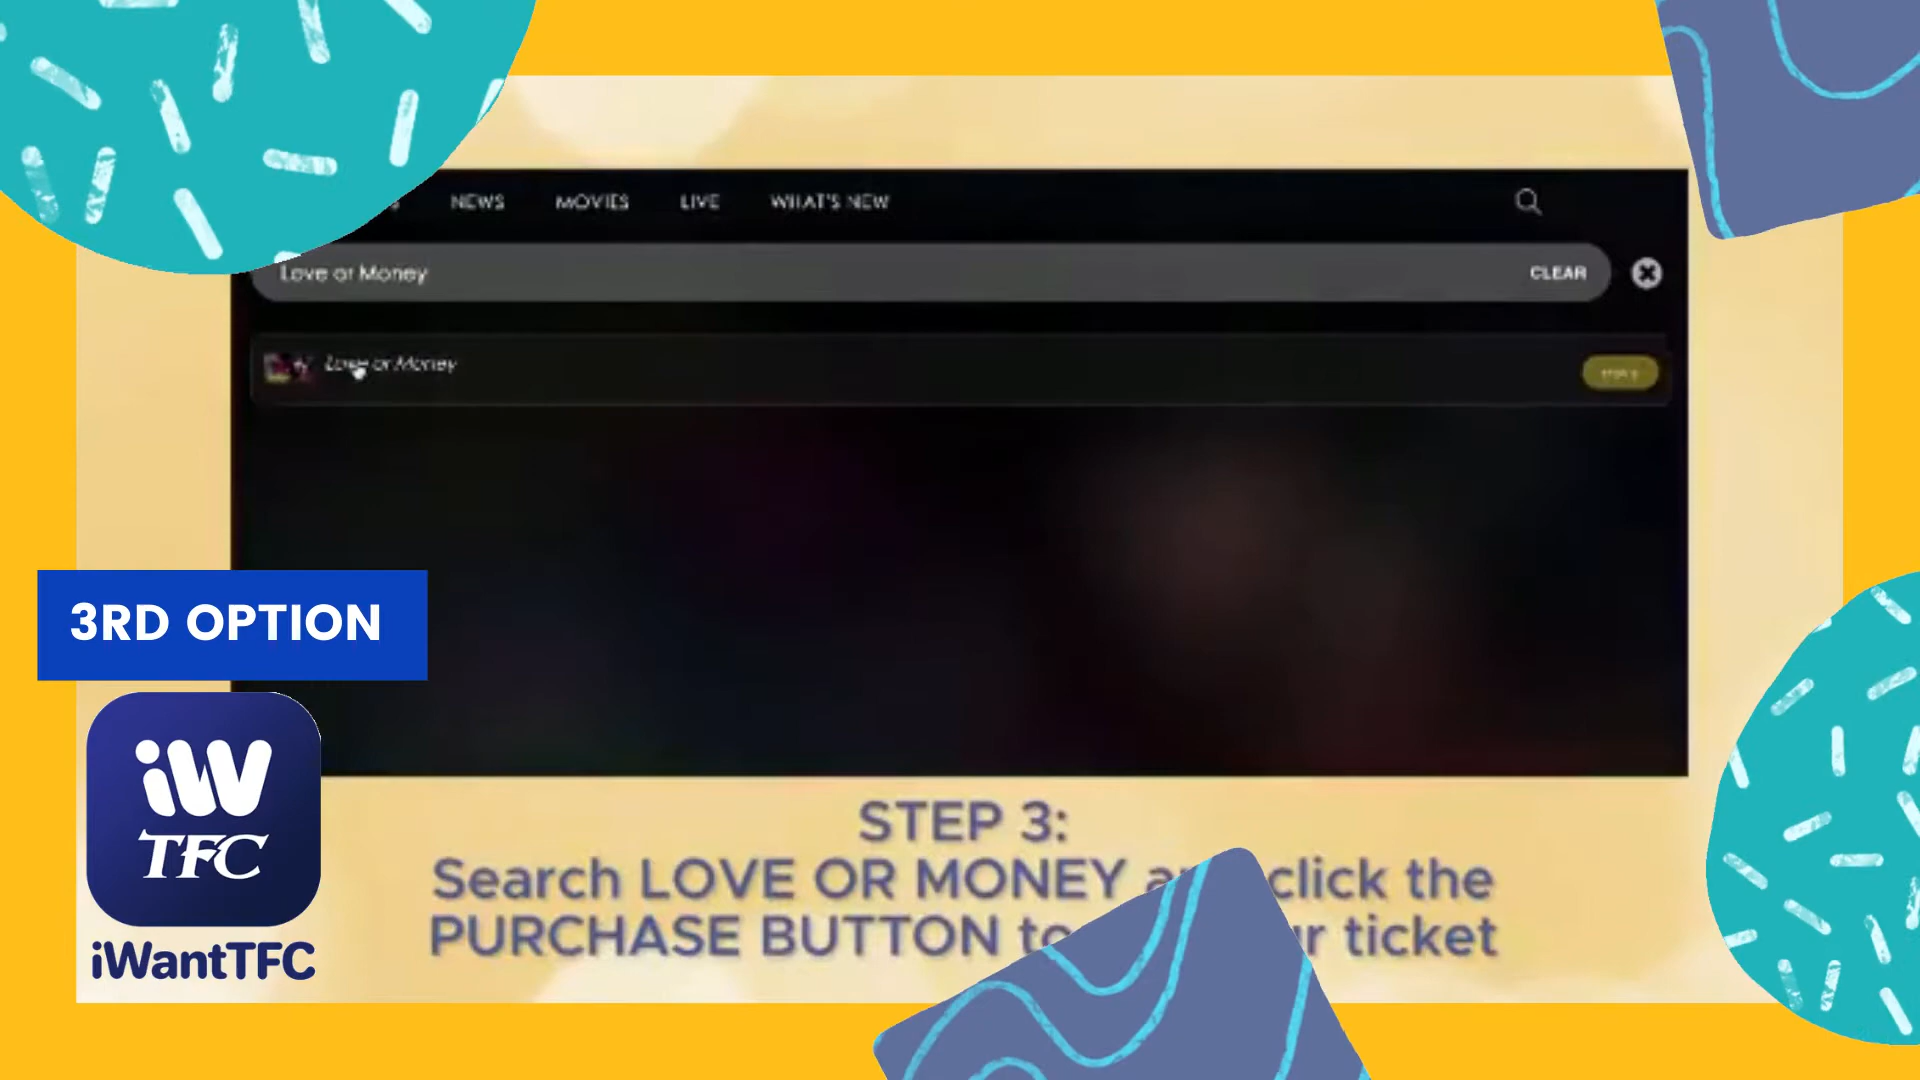 NEWS MOVIES LIVE WHAT'S NEW
Love or Money CLEAR
Love or Money
3RD OPTION
iW
TFC
iWantTFC
STEP 3:
Search LOVE OR MONEY click the
PURCHASE BUTTON to ticket